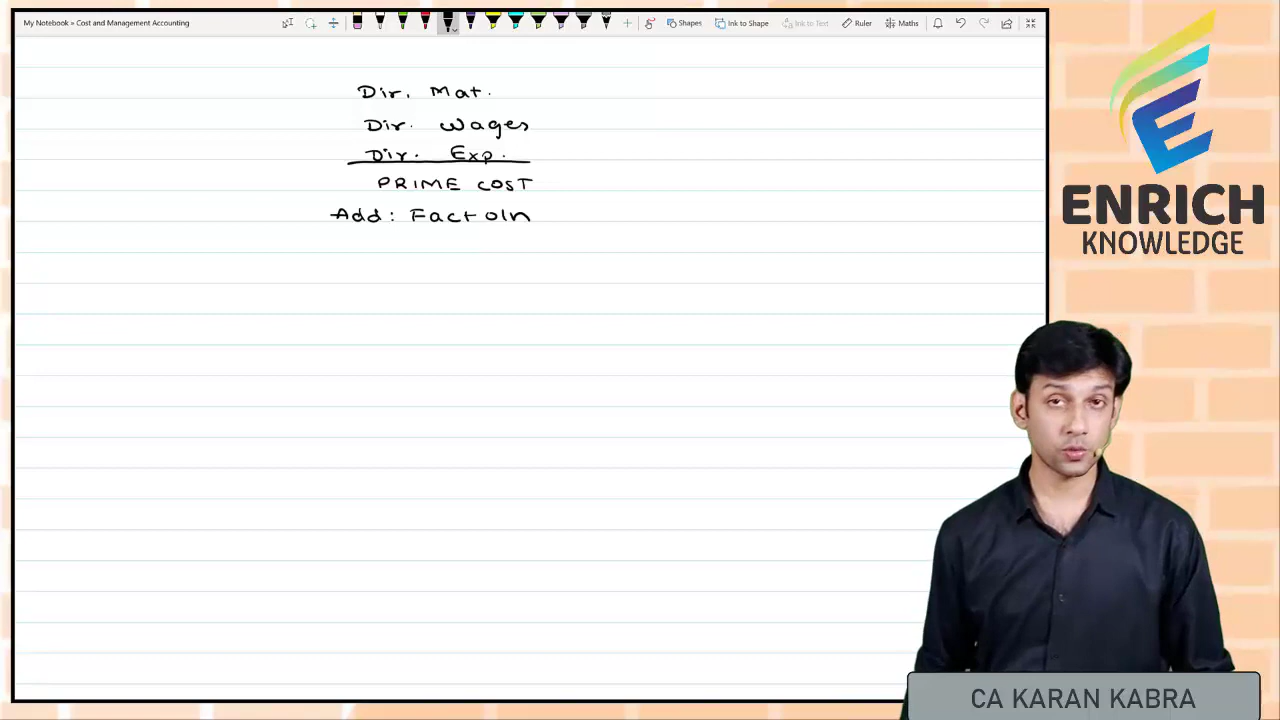 My Notebook » Cost and Management Accounting
Shapes
Ink to Shape
Ink to Text
Ruler
Maths
Dir. Mat.
Dir. Wages
Dir. Exp.
PRIME COST
Add: Fact Oln
ENRICH
KNOWLEDGE
CA KARAN KABRA